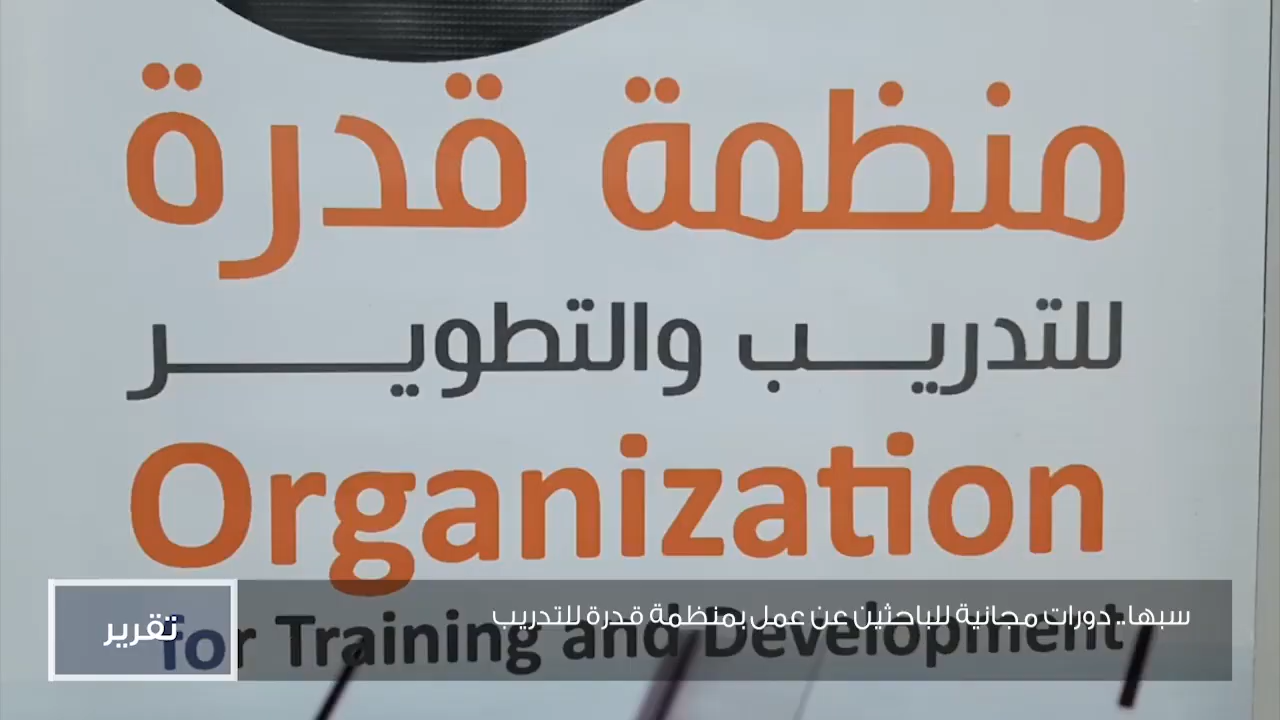 منظمة قدرة
للتدريب والتطوير
Organization
for Training and Development
سبها.. دورات مجانية للباحثين عن عمل بمنظمة قدرة للتدريب
تقرير